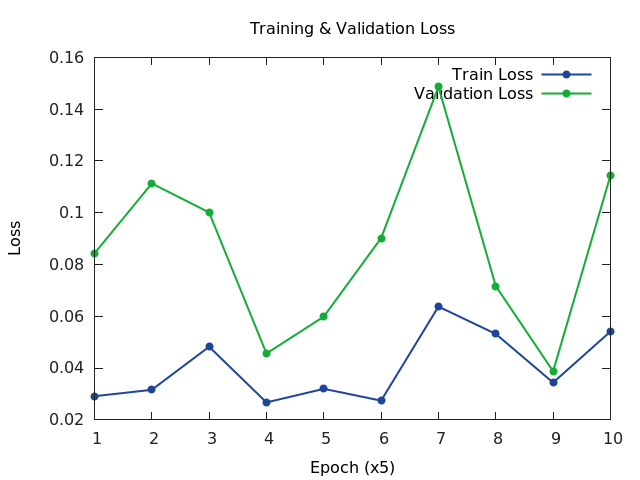 Training & Validation Loss
0.16
0.14
0.12
0.1
0.08
0.06
0.04
0.02
Loss
Train Loss
Validation Loss
1 2 3 4 5 6 7 8 9 10
Epoch (x5)